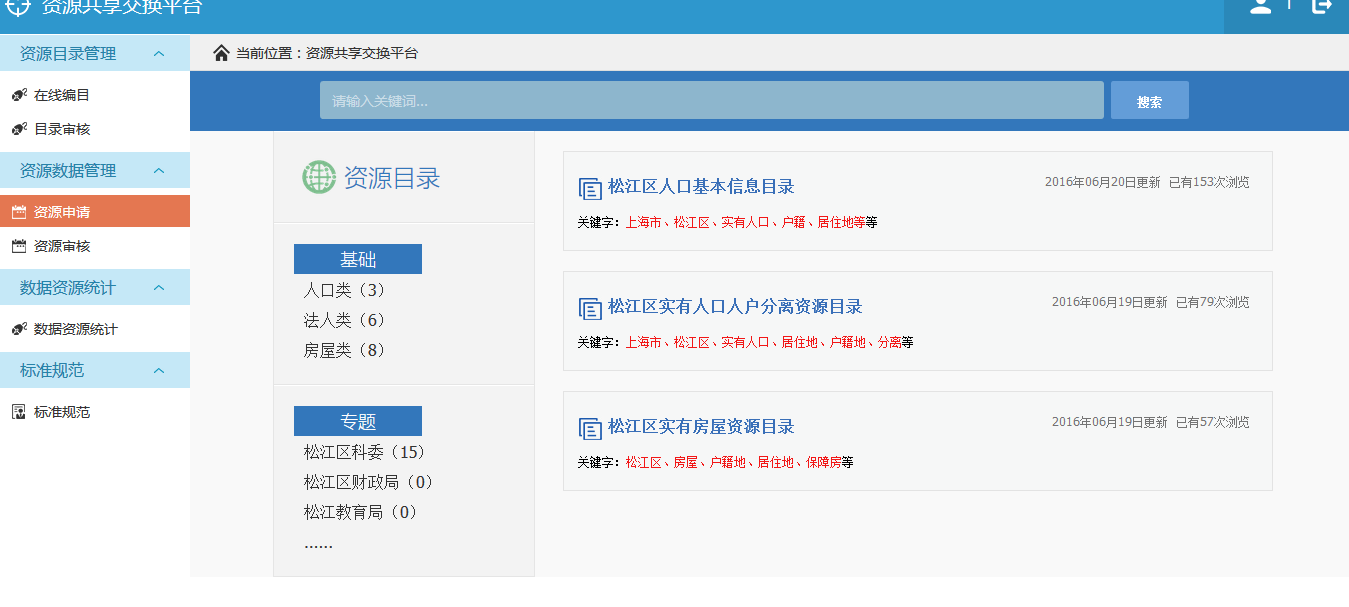 资源共享交换平台
资源目录管理
在线编目
目录审核
资源数据管理
资源申请
资源审核
数据资源统计
数据资源统计
标准规范
标准规范
当前位置：资源共享交换平台
请输入关键词...
搜索
资源目录
基础
人口类（3）
法人类（6）
房屋类（8）
专题
松江区科委（15）
松江区财政局（0）
松江教育局（0）
……
松江区人口基本信息目录
2016年06月20日更新 已有153次浏览
关键字：上海市、松江区、实有人口、户籍、居住地等等
松江区实有人口人户分离资源目录
2016年06月19日更新 已有79次浏览
关键字：上海市、松江区、实有人口、居住地、户籍地、分离等
松江区实有房屋资源目录
2016年06月19日更新 已有57次浏览
关键字：松江区、房屋、户籍地、居住地、保障房等